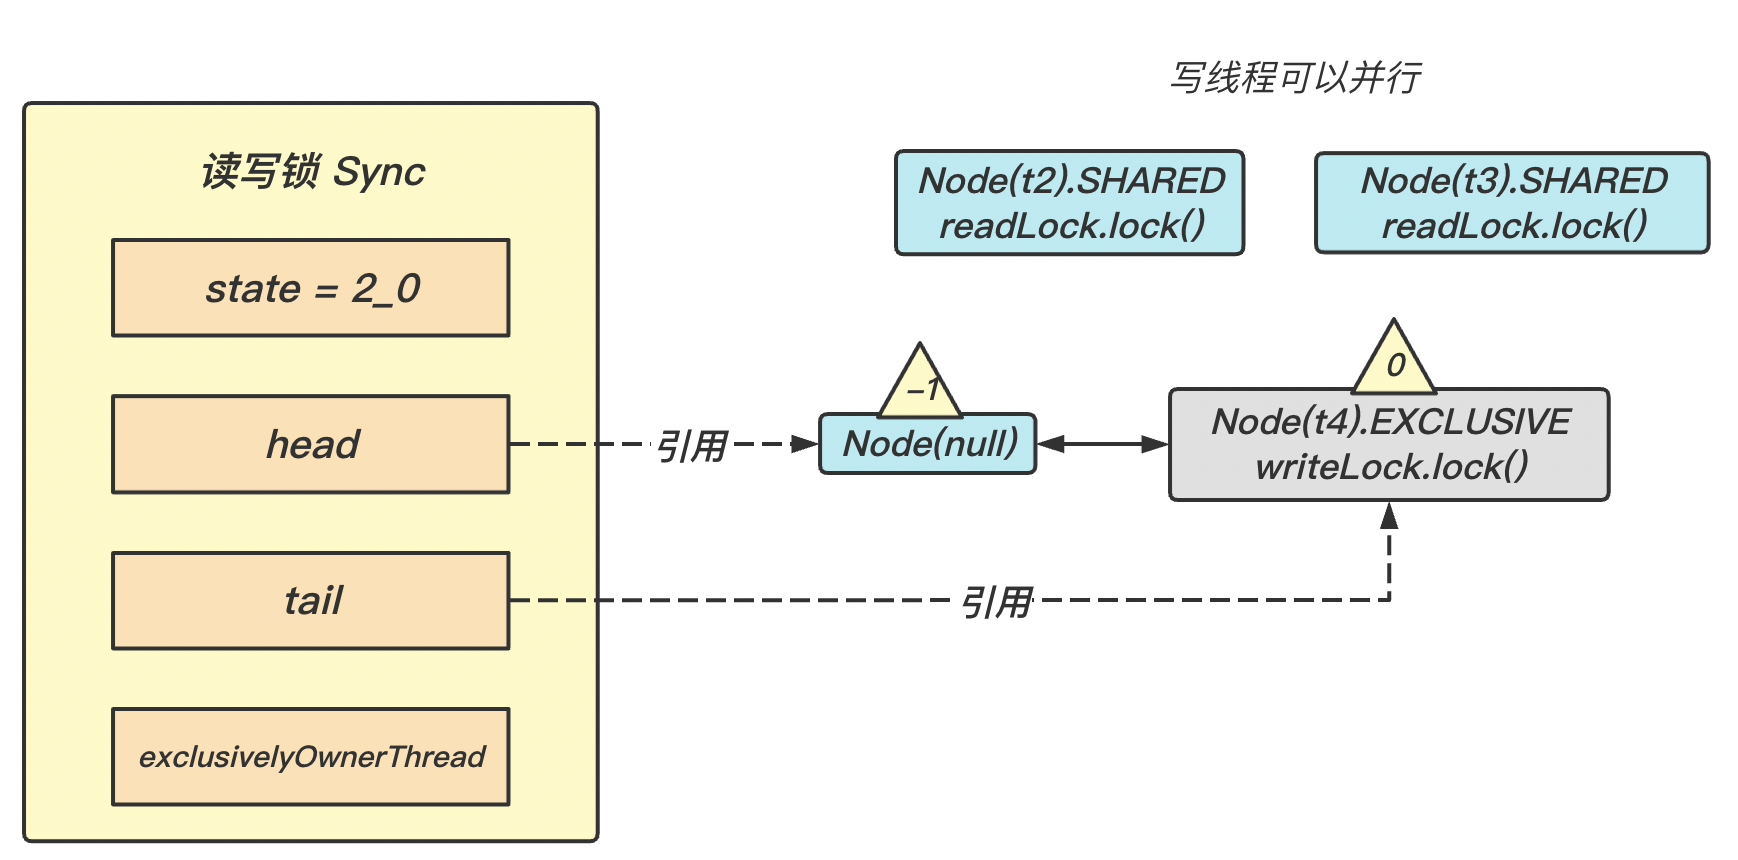 写线程可以并行
读写锁 Sync
Node(t2).SHARED
readLock.lock()
Node(t3).SHARED
readLock.lock()
state = 2_0
0
-1
Node(t4).EXCLUSIVE
writeLock.lock()
head
引用
Node(null)
tail
引用
exclusivelyOwnerThread